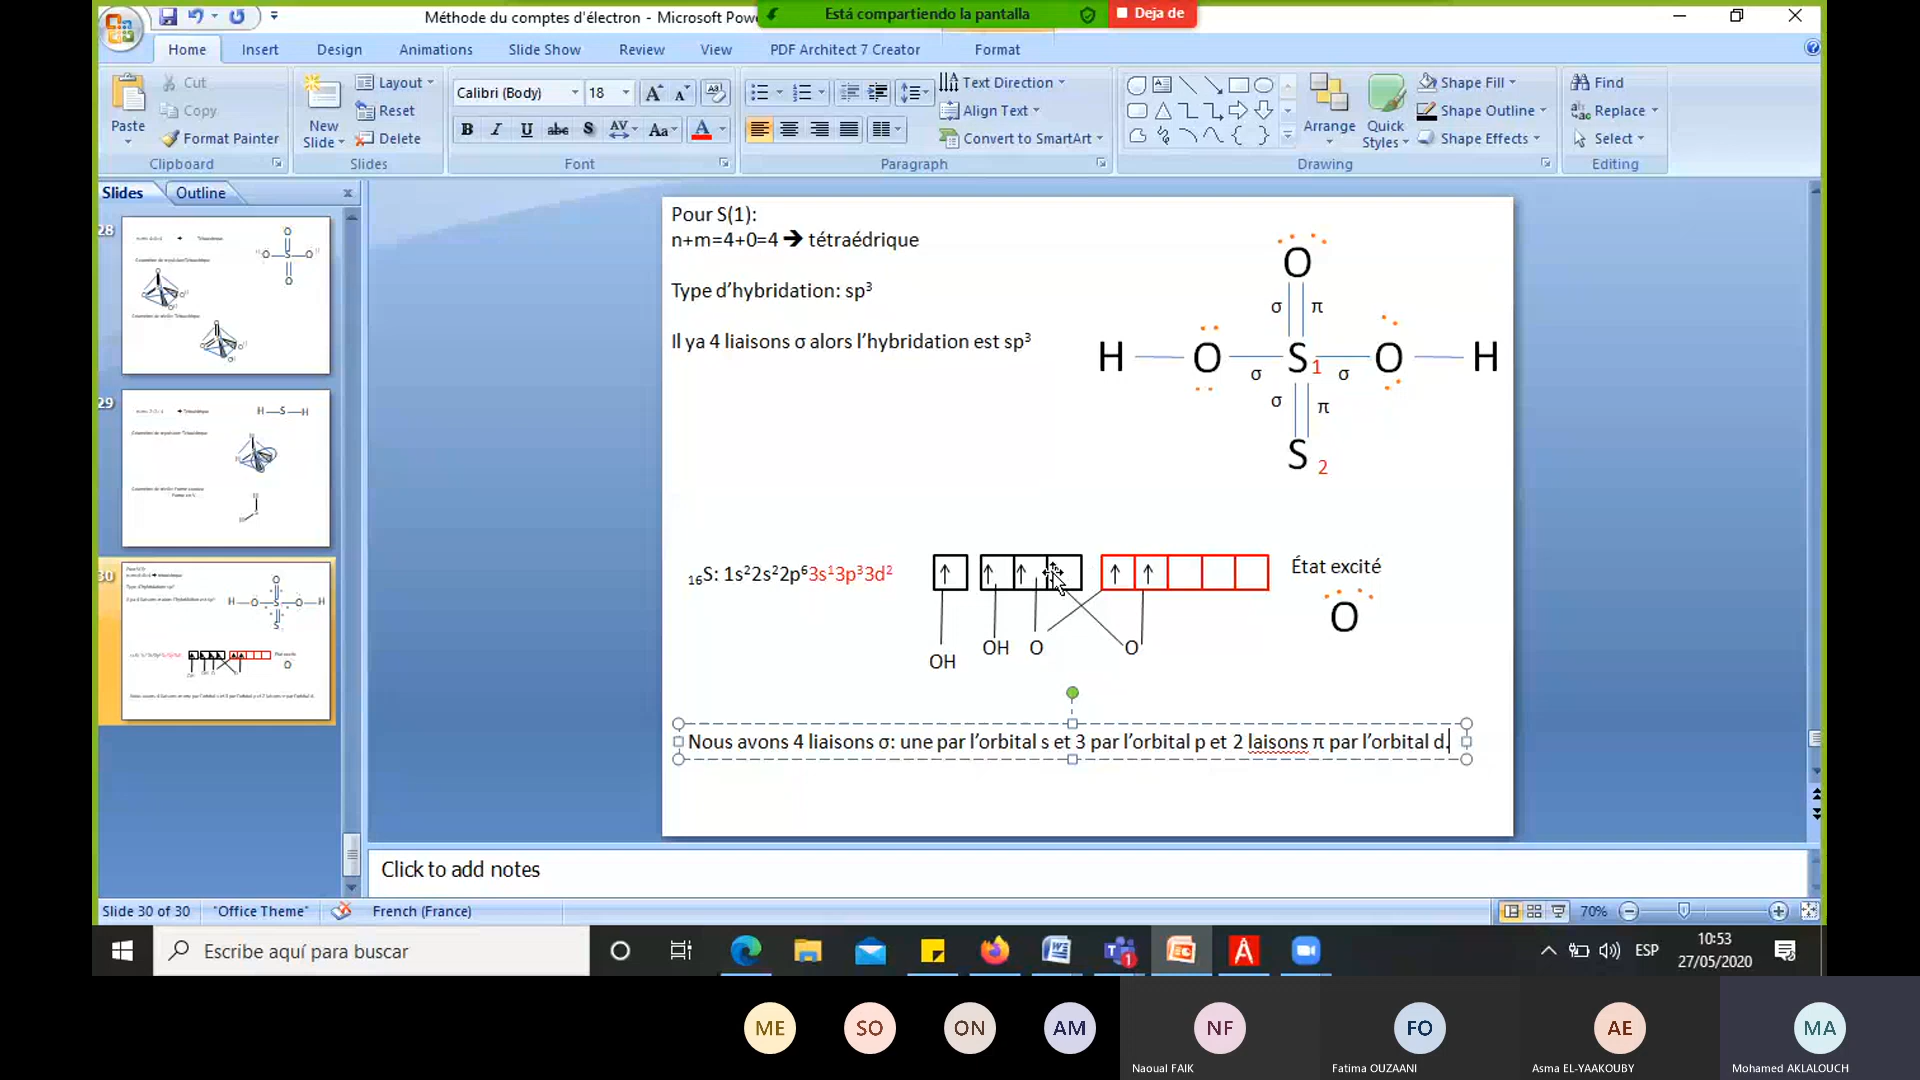 Méthode du comptes d'électron - Microsoft Pow
Está compartiendo la pantalla
Deja de
Home Insert Design Animations Slide Show Review View PDF Architect 7 Creator Format
Paste
Cut
Copy
Format Painter
Clipboard
New Slide
Layout
Reset
Delete
Slides
Calibri (Body) 18
B I U abc S AV Aa A
Font
Text Direction
Align Text
Convert to SmartArt
Paragraph
Arrange
Quick Styles
Shape Fill
Shape Outline
Shape Effects
Drawing
Find
Replace
Select
Editing
Slides Outline
28
29
30
Pour S(1):
n+m=4+0=4 🡺 tétraédrique
Type d'hybridation: sp³
Il ya 4 liaisons σ alors l'hybridation est sp³
O
σ π
H O S 1 O H
σ σ
σ π
S 2
₁₆S: 1s²2s²2p⁶3s¹3p³3d²
↑ ↑ ↑ ↑ ↑
État excité
O
OH OH O O
Nous avons 4 liaisons σ: une par l'orbital s et 3 par l'orbital p et 2 laisons π par l'orbital d.
Click to add notes
Slide 30 of 30 "Office Theme" French (France) 70%
Escribe aquí para buscar
1
ESP
10:53
27/05/2020
ME SO ON AM NF FO AE MA
Naoual FAIK Fatima OUZAANI Asma EL-YAAKOUBY Mohamed AKLALOUCH